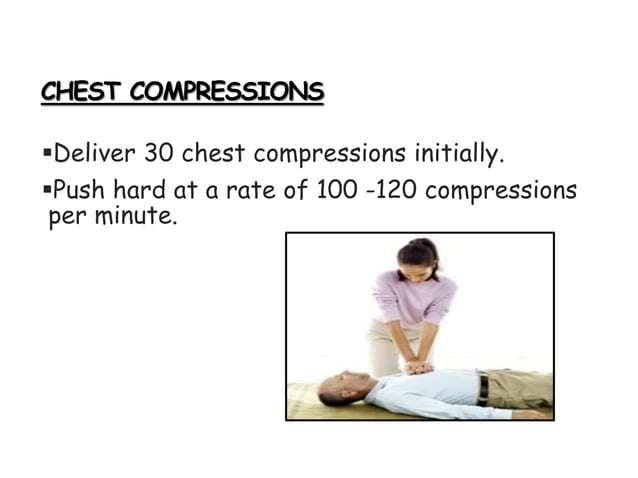 CHEST COMPRESSIONS
▪Deliver 30 chest compressions initially.
▪Push hard at a rate of 100 -120 compressions
per minute.